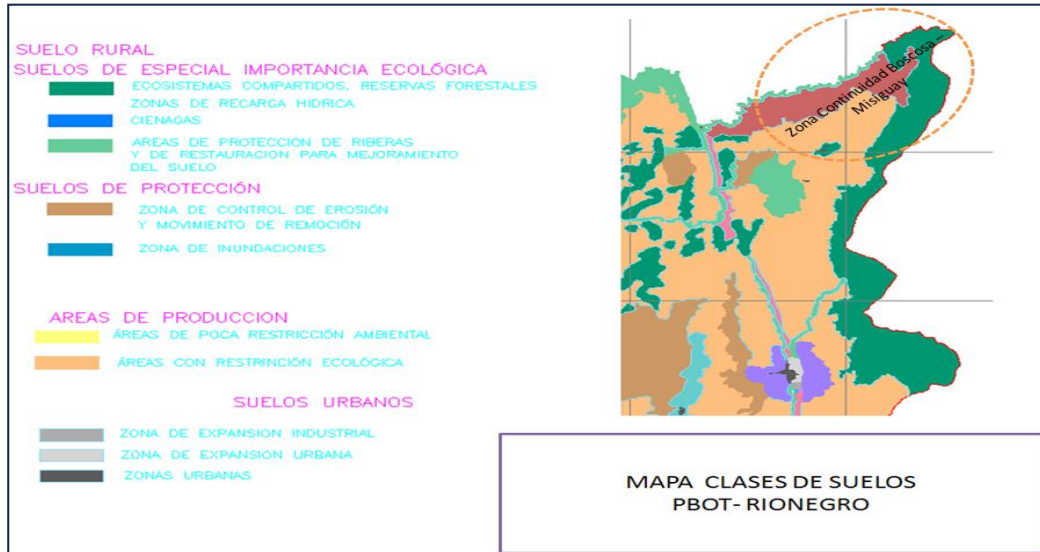 SUELO RURAL
SUELOS DE ESPECIAL IMPORTANCIA ECOLÓGICA
ECOSISTEMAS COMPARTIDOS, RESERVAS FORESTALES
ZONAS DE RECARGA HIDRICA
CIENAGAS
AREAS DE PROTECCION DE RIBERAS
Y DE RESTAURACION PARA MEJORAMIENTO
DEL SUELO
SUELOS DE PROTECCIÓN
ZONA DE CONTROL DE EROSIÓN
Y MOVIMIENTO DE REMOCIÓN
ZONA DE INUNDACIONES
AREAS DE PRODUCCION
ÁREAS DE POCA RESTRICCIÓN AMBIENTAL
ÁREAS CON RESTRINCIÓN ECOLÓGICA
SUELOS URBANOS
ZONA DE EXPANSION INDUSTRIAL
ZONA DE EXPANSION URBANA
ZONAS URBANAS
Zona Continuidad Boscosa –
Misiguay
MAPA CLASES DE SUELOS
PBOT- RIONEGRO